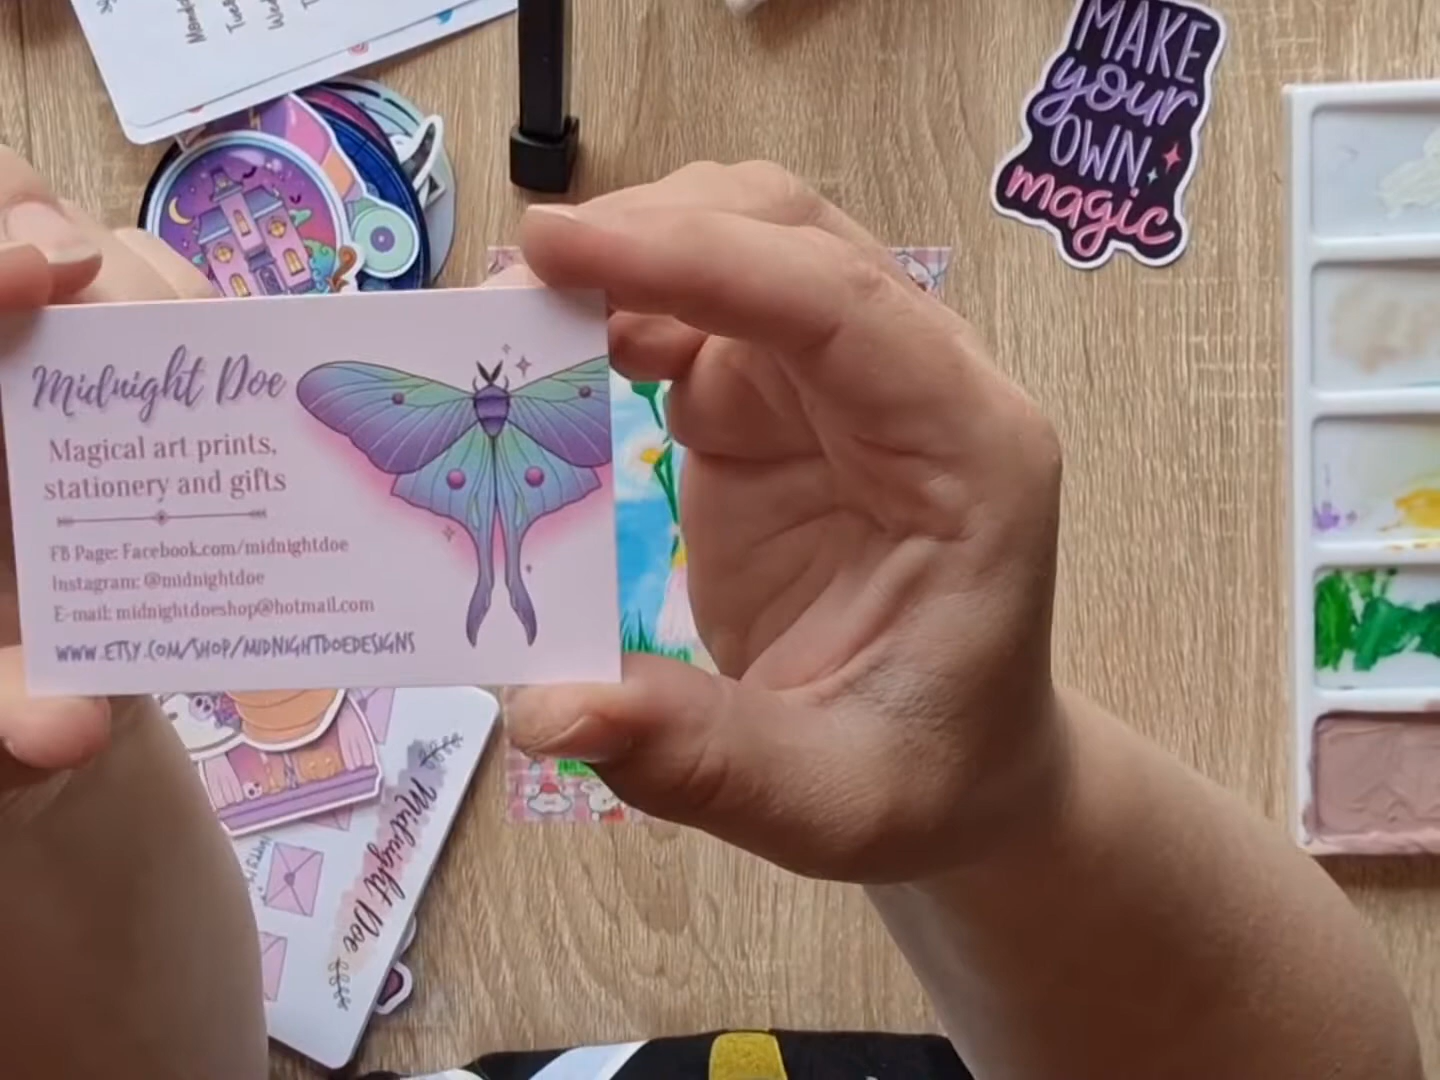 Tues
MAKE
your
OWN
magic
Midnight Doe
Magical art prints,
stationery and gifts
FB Page: Facebook.com/midnightdoe
Instagram: @midnightdoe
E-mail: midnightdoeshop@hotmail.com
WWW.ETSY.COM/SHOP/MIDNIGHTDOEDESIGNS
Midnight Doe